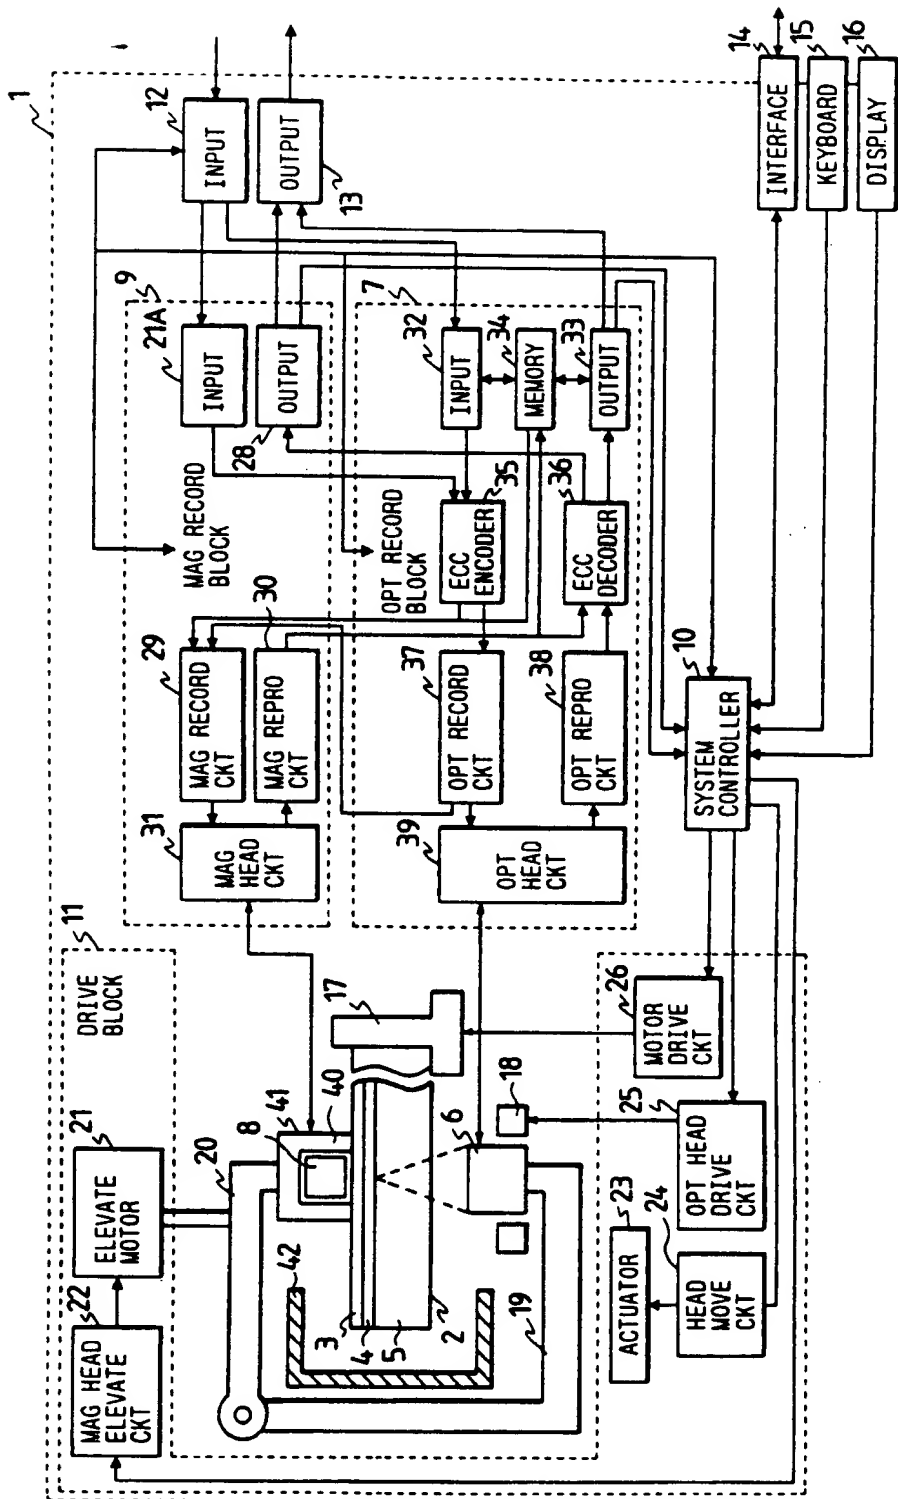 1
11
DRIVE
BLOCK
22
MAG HEAD
ELEVATE
CKT
21
ELEVATE
MOTOR
20
41
8
40
42
3
4
5
2
17
6
18
19
31
MAG HEAD
CKT
29
MAG RECORD
CKT
30
MAG REPRO
CKT
MAG RECORD
BLOCK
9
21A
INPUT
28
OUTPUT
12
INPUT
OUTPUT
13
7
OPT RECORD
BLOCK
39
OPT HEAD
CKT
37
OPT RECORD
CKT
38
OPT REPRO
CKT
35
ECC
ENCODER
36
ECC
DECODER
32
INPUT
34
MEMORY
33
OUTPUT
23
ACTUATOR
24
HEAD
MOVE
CKT
25
OPT HEAD
DRIVE
CKT
26
MOTOR
DRIVE
CKT
10
SYSTEM
CONTROLLER
14
INTERFACE
15
KEYBOARD
16
DISPLAY